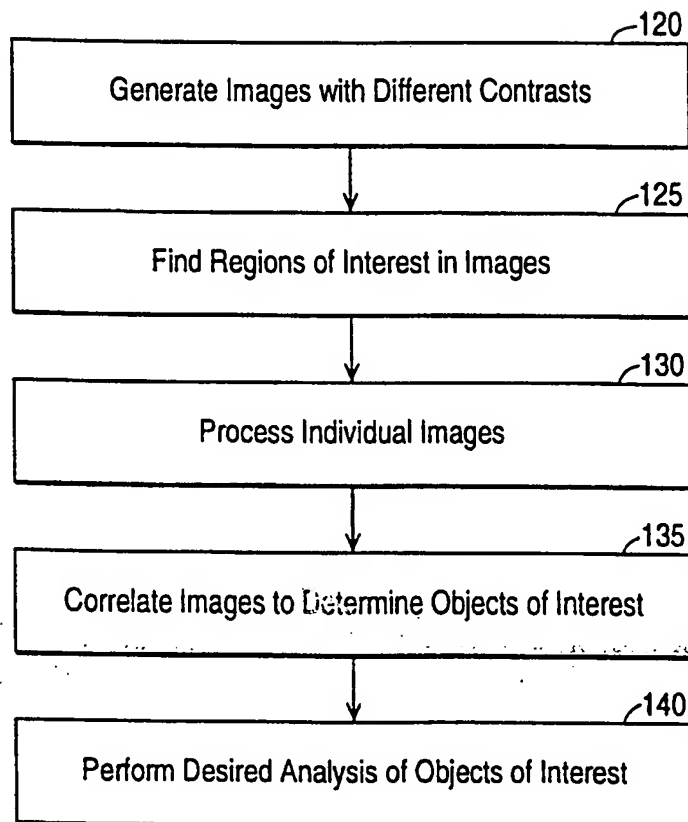 120
Generate Images with Different Contrasts
125
Find Regions of Interest in Images
130
Process Individual Images
135
Correlate Images to Determine Objects of Interest
140
Perform Desired Analysis of Objects of Interest